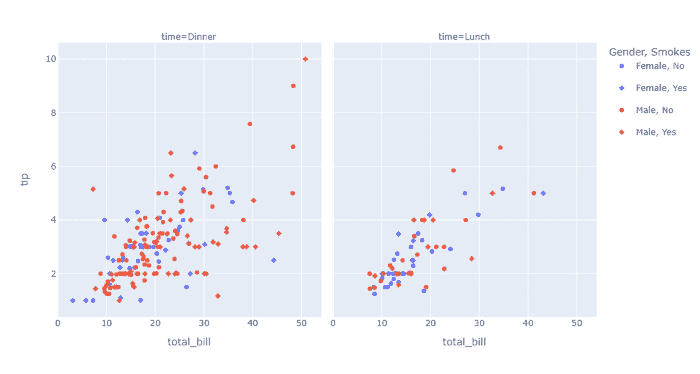 time=Dinner
time=Lunch
Gender, Smokes
Female, No
Female, Yes
Male, No
Male, Yes
10
8
6
4
2
tip
0 10 20 30 40 50
0 10 20 30 40 50
total_bill
total_bill